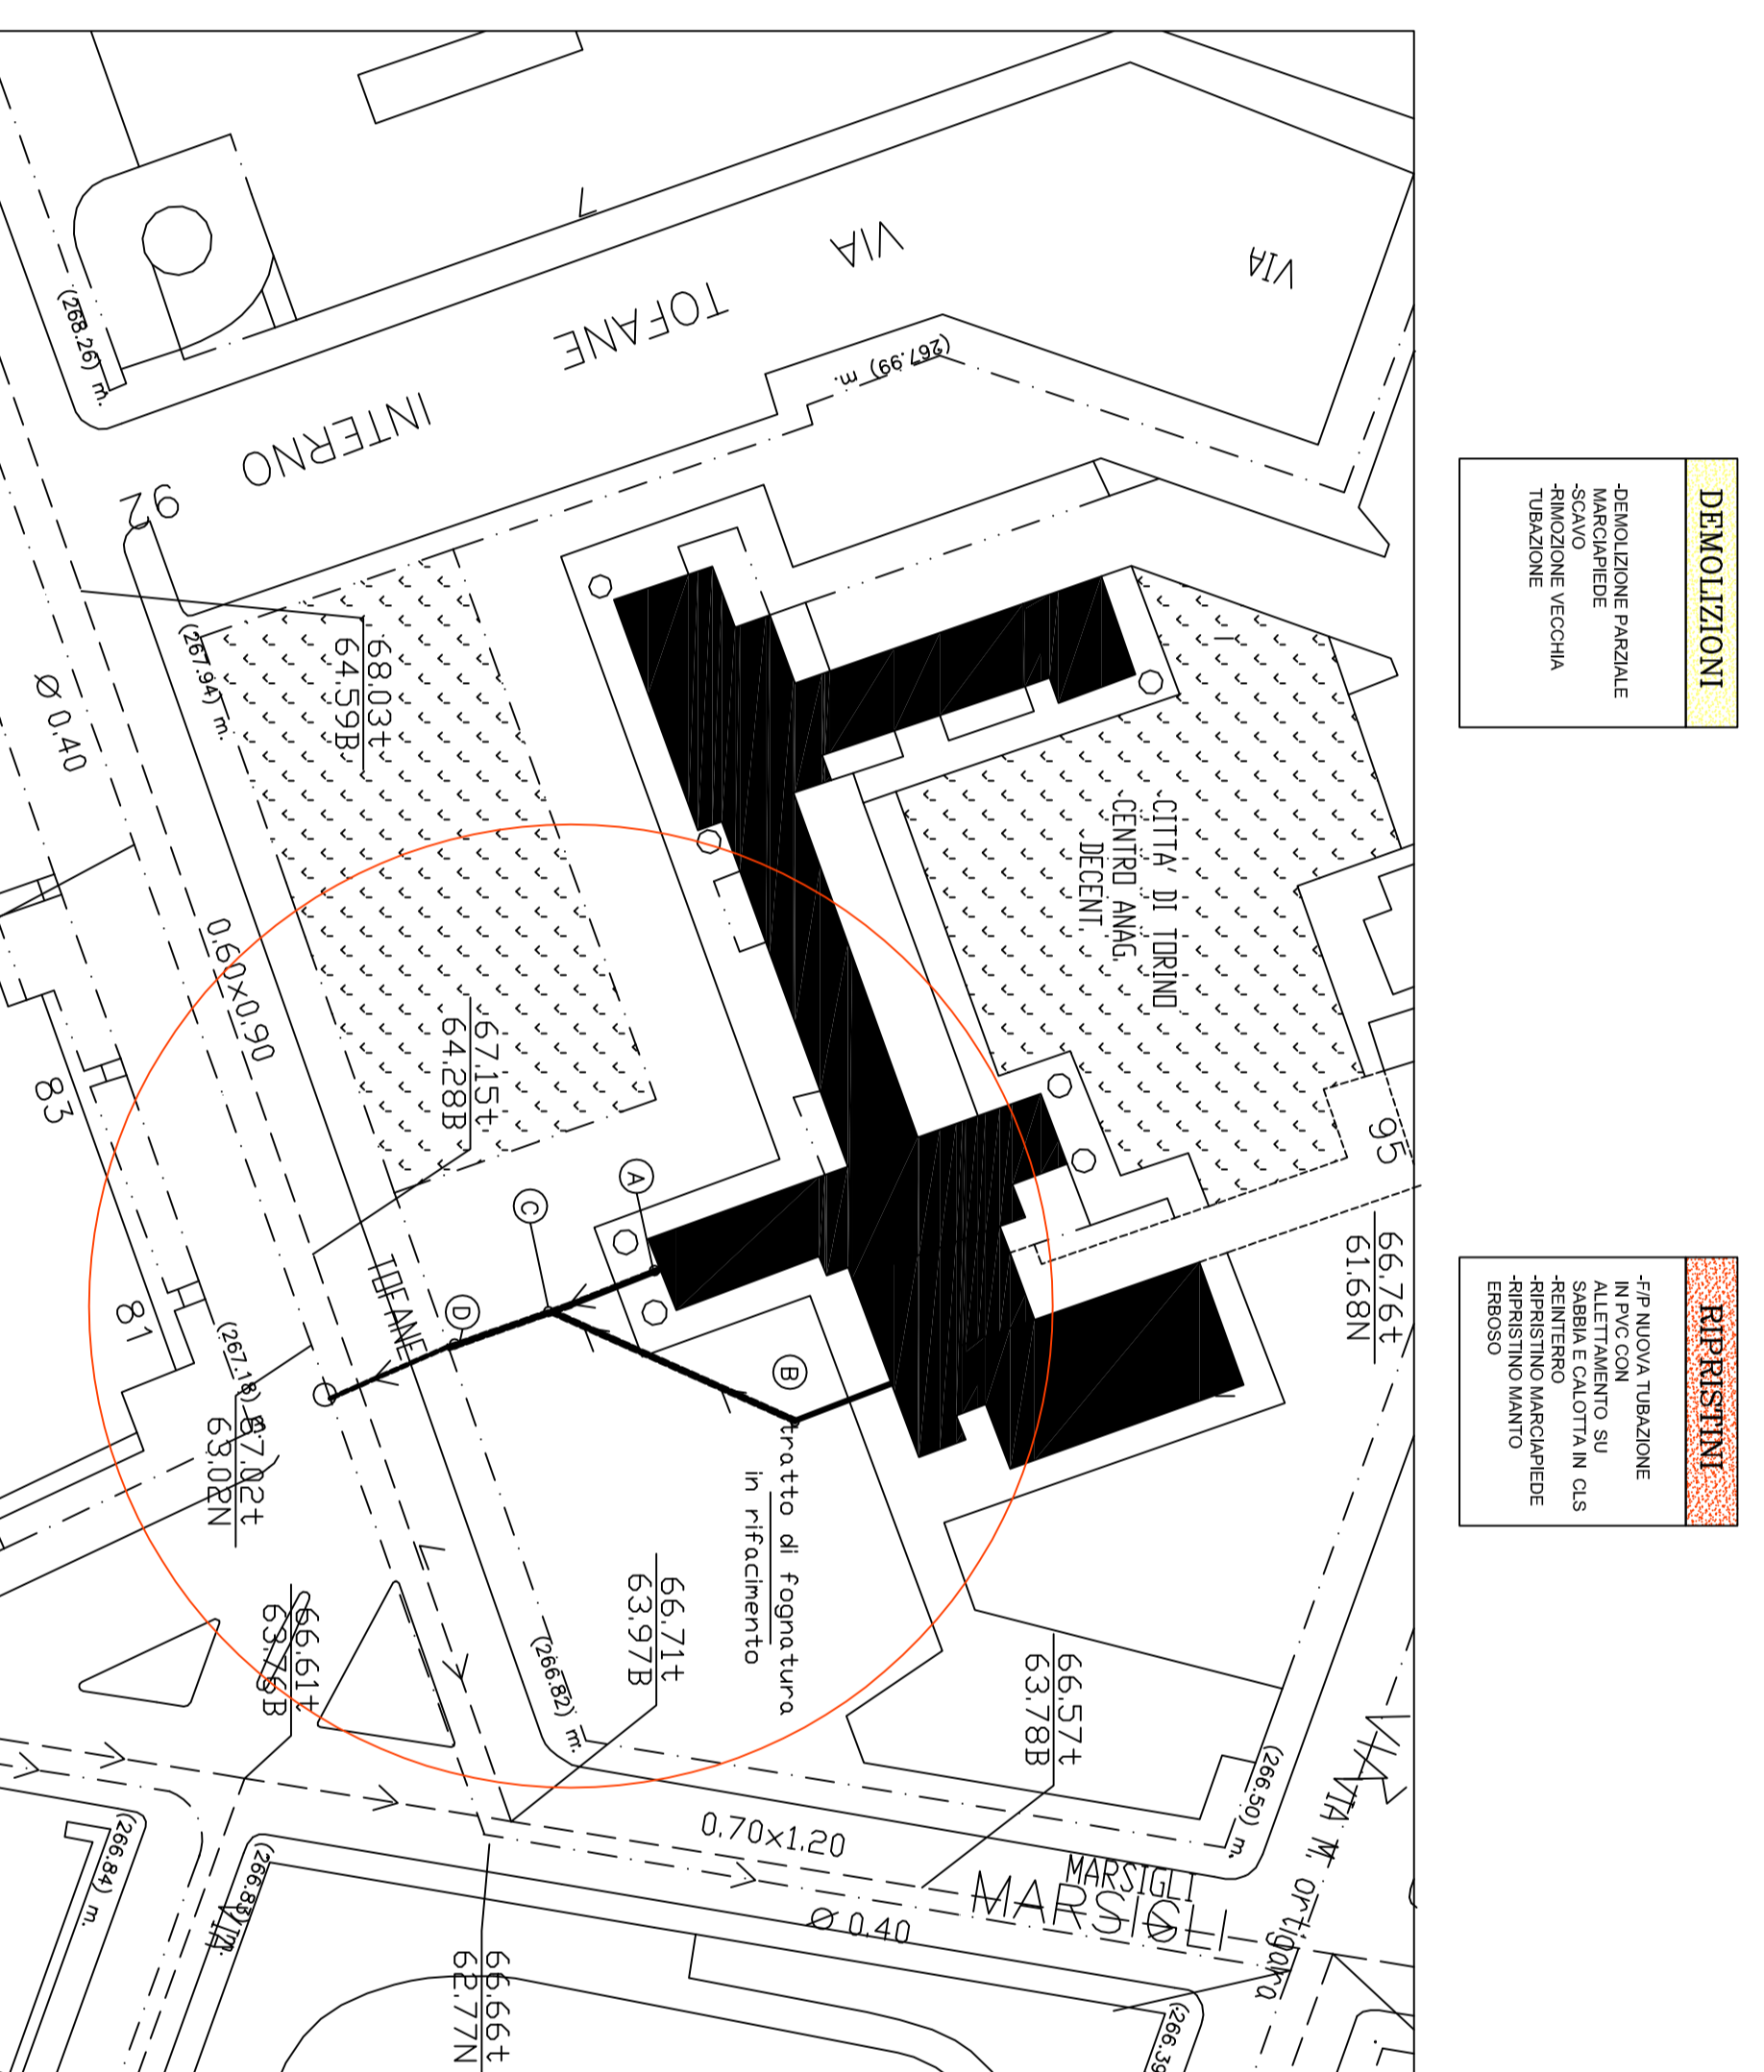 DEMOLIZIONI
-DEMOLIZIONE PARZIALE
MARCIAPIEDE
-SCAVO
-RIMOZIONE VECCHIA
TUBAZIONE
RIPRISTINI
-F/P NUOVA TUBAZIONE
IN PVC CON
ALLETTAMENTO SU
SABBIA E CALOTTA IN CLS
-REINTERRO
-RIPRISTINO MARCIAPIEDE
-RIPRISTINO MANTO
ERBOSO
VIA
VIA
TOFANE
INTERNO
7
92
(268.26) m.
(267.99) m.
(267.94) m.
68.03t
64.59B
Ø 0.40
0.60x0.90
CITTA' DI TORINO
CENTRO ANAG.
DECENT.
67.15t
64.28B
95
66.76t
61.68N
83
81
A
C
D
B
TOFANE
(267.18) m.
67.02t
63.02N
tratto di fognatura
in rifacimento
66.71t
63.97B
66.61t
63.76B
66.57t
63.78B
(266.82) m.
(266.50) m.
0.70x1.20
MARSIGLI
MARSIGLI
Ø 0.40
VIA
VIA M. ortigara
(266.84) m.
(266.83) m.
VIA
66.66t
62.77N
(266.39